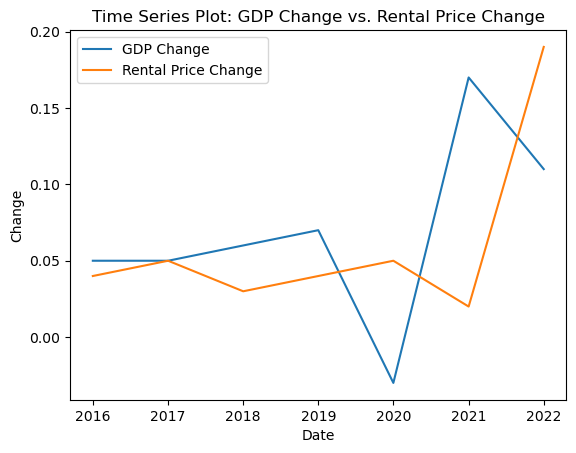 Time Series Plot: GDP Change vs. Rental Price Change
GDP Change
Rental Price Change
0.20
0.15
0.10
0.05
0.00
Change
2016 2017 2018 2019 2020 2021 2022
Date